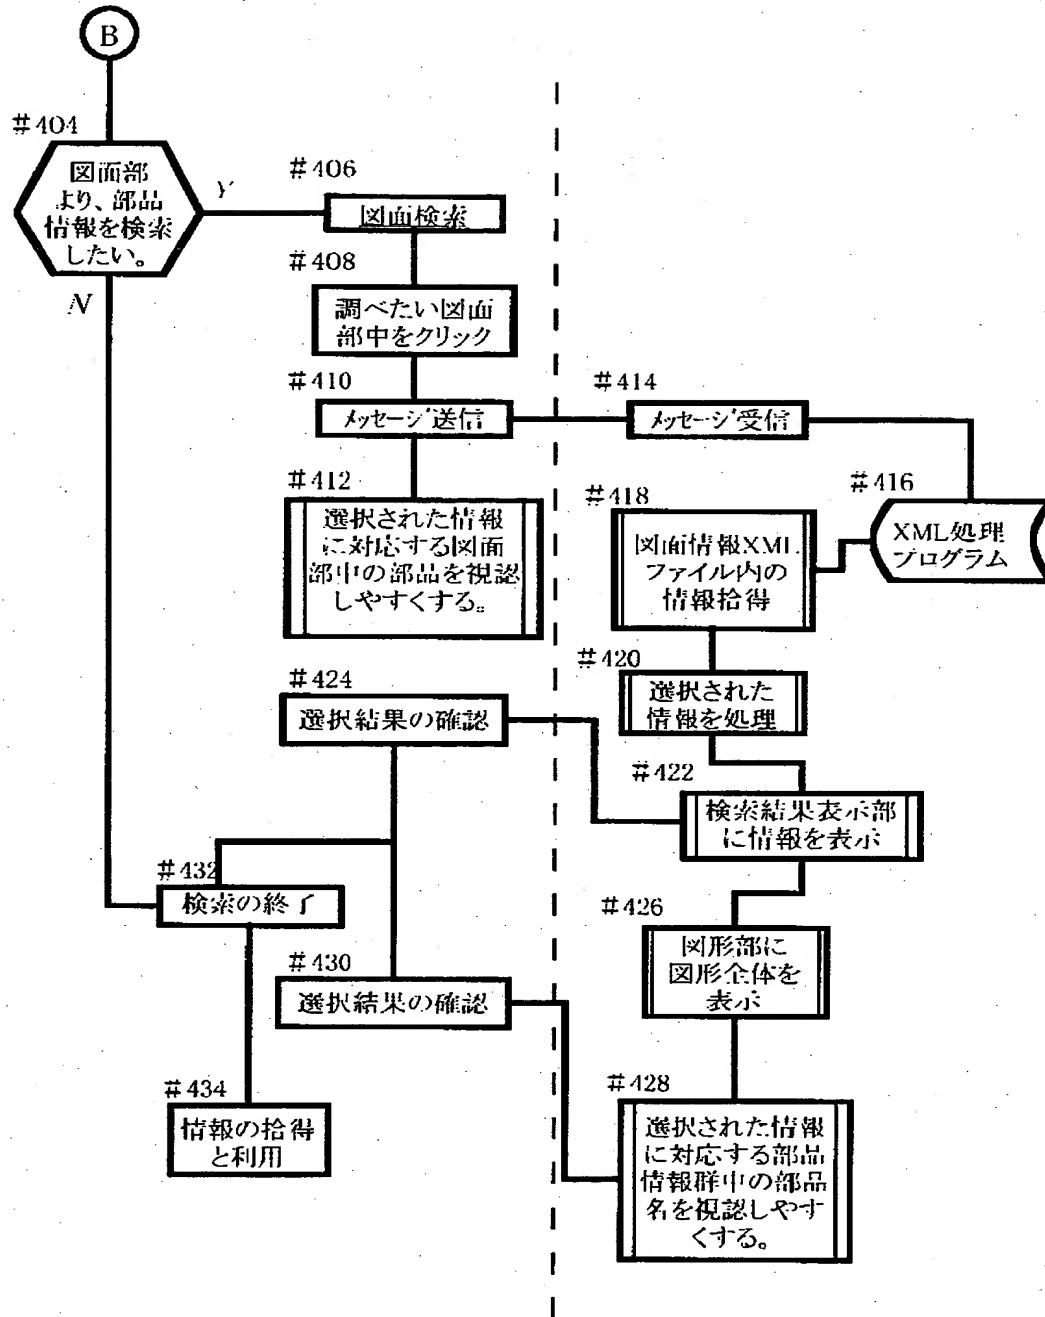 B
#404
図面部
より、部品
情報を検索
したい。
Y
N
#406
図面検索
#408
調べたい図面
部中をクリック
#410
メッセージ送信
#412
選択された情報
に対応する図面
部中の部品を視認
しやすくする。
#414
メッセージ受信
#416
XML処理
プログラム
#418
図面情報XML
ファイル内の
情報拾得
#420
選択された
情報を処理
#422
検索結果表示部
に情報を表示
#424
選択結果の確認
#426
図形部に
図形全体を
表示
#428
選択された情報
に対応する部品
情報群中の部品
名を視認しやす
くする。
#430
選択結果の確認
#432
検索の終了
#434
情報の拾得
と利用